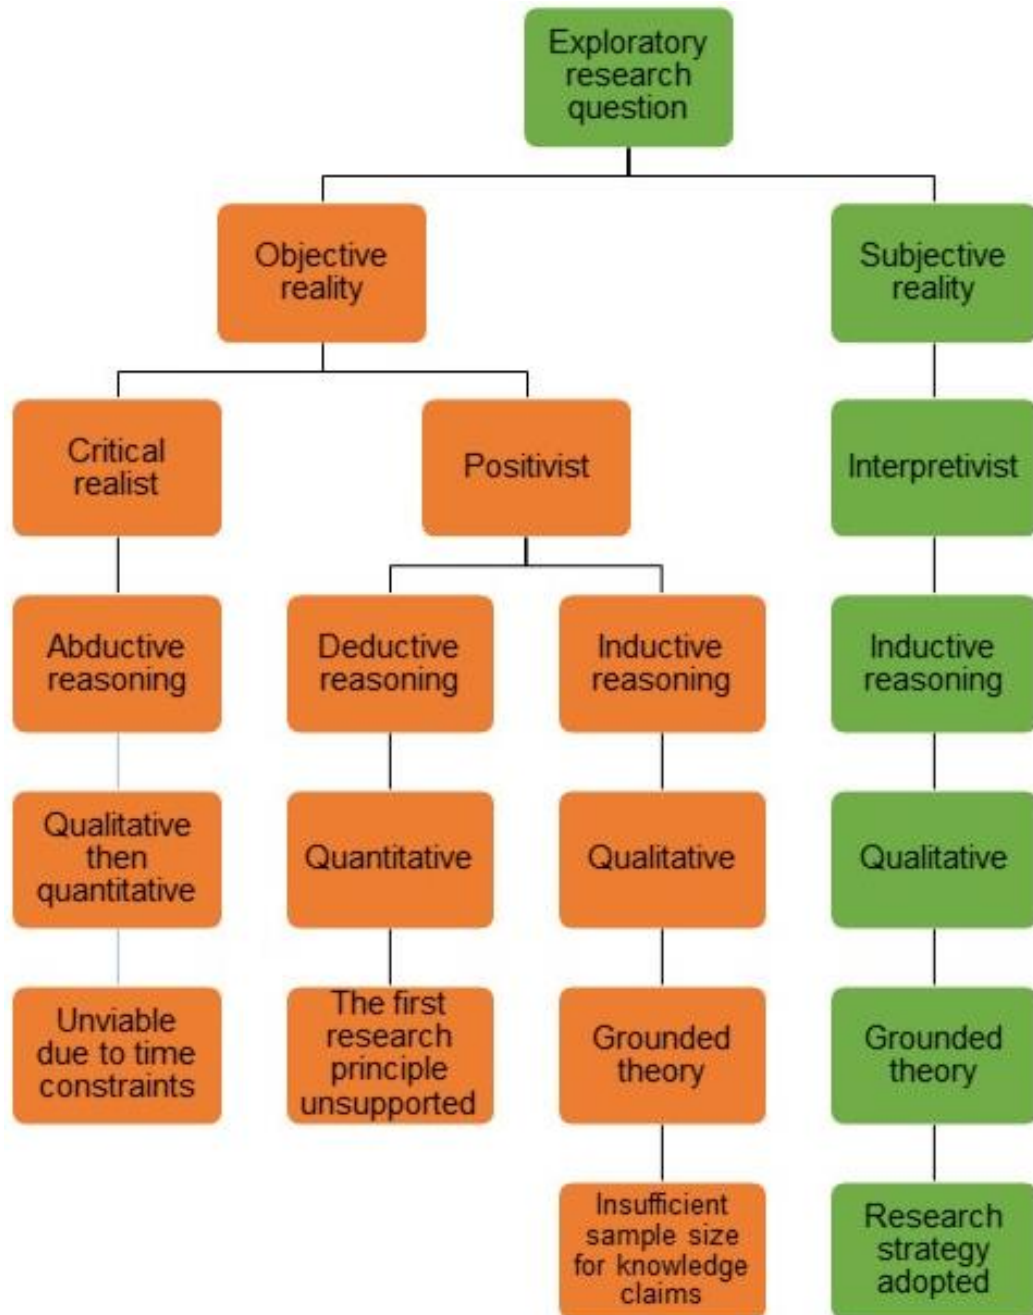 Exploratory
research
question
Objective
reality
Subjective
reality
Critical
realist
Positivist
Interpretivist
Abductive
reasoning
Deductive
reasoning
Inductive
reasoning
Inductive
reasoning
Qualitative
then
quantitative
Quantitative
Qualitative
Qualitative
Unviable
due to time
constraints
The first
research
principle
unsupported
Grounded
theory
Grounded
theory
Insufficient
sample size
for knowledge
claims
Research
strategy
adopted